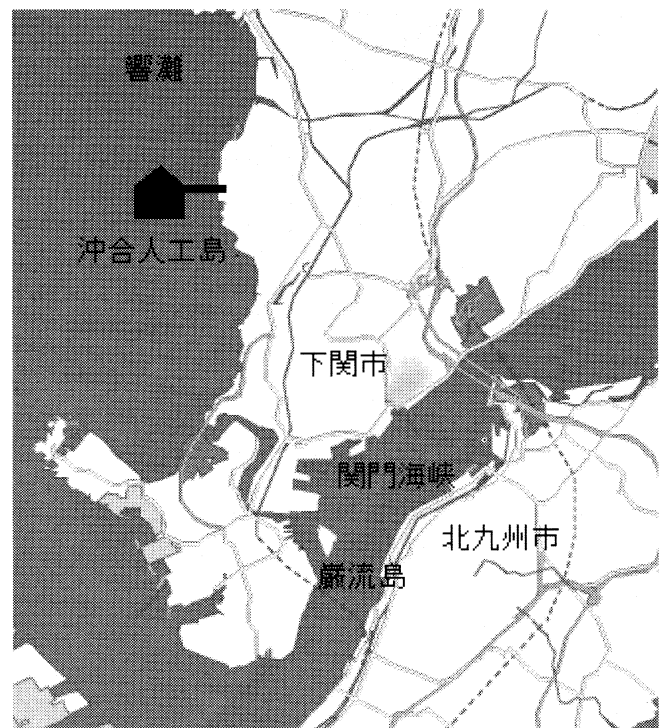 響灘
沖合人工島
下関市
関門海峡
北九州市
巌流島